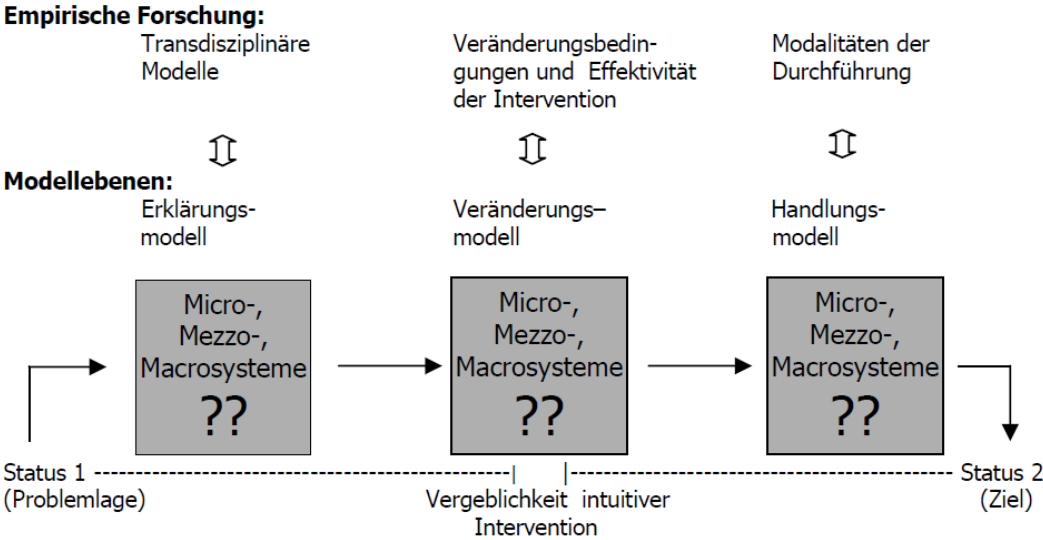 Empirische Forschung:
Transdisziplinäre
Modelle
Veränderungsbedin-
gungen und Effektivität
der Intervention
Modalitäten der
Durchführung
Modellebenen:
Erklärungs-
modell
Veränderungs–
modell
Handlungs-
modell
Micro-,
Mezzo-,
Macrosysteme
??
Micro-,
Mezzo-,
Macrosysteme
??
Micro-,
Mezzo-,
Macrosysteme
??
Status 1
(Problemlage)
Vergeblichkeit intuitiver
Intervention
Status 2
(Ziel)